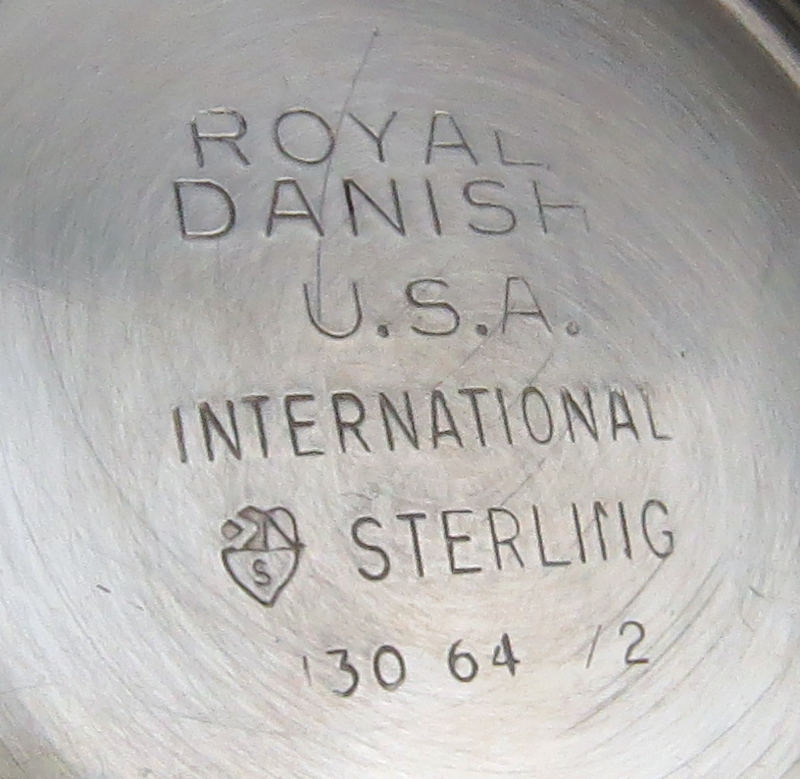 ROYAL
DANISH
U.S.A.
INTERNATIONAL
S STERLING
130 64 /2